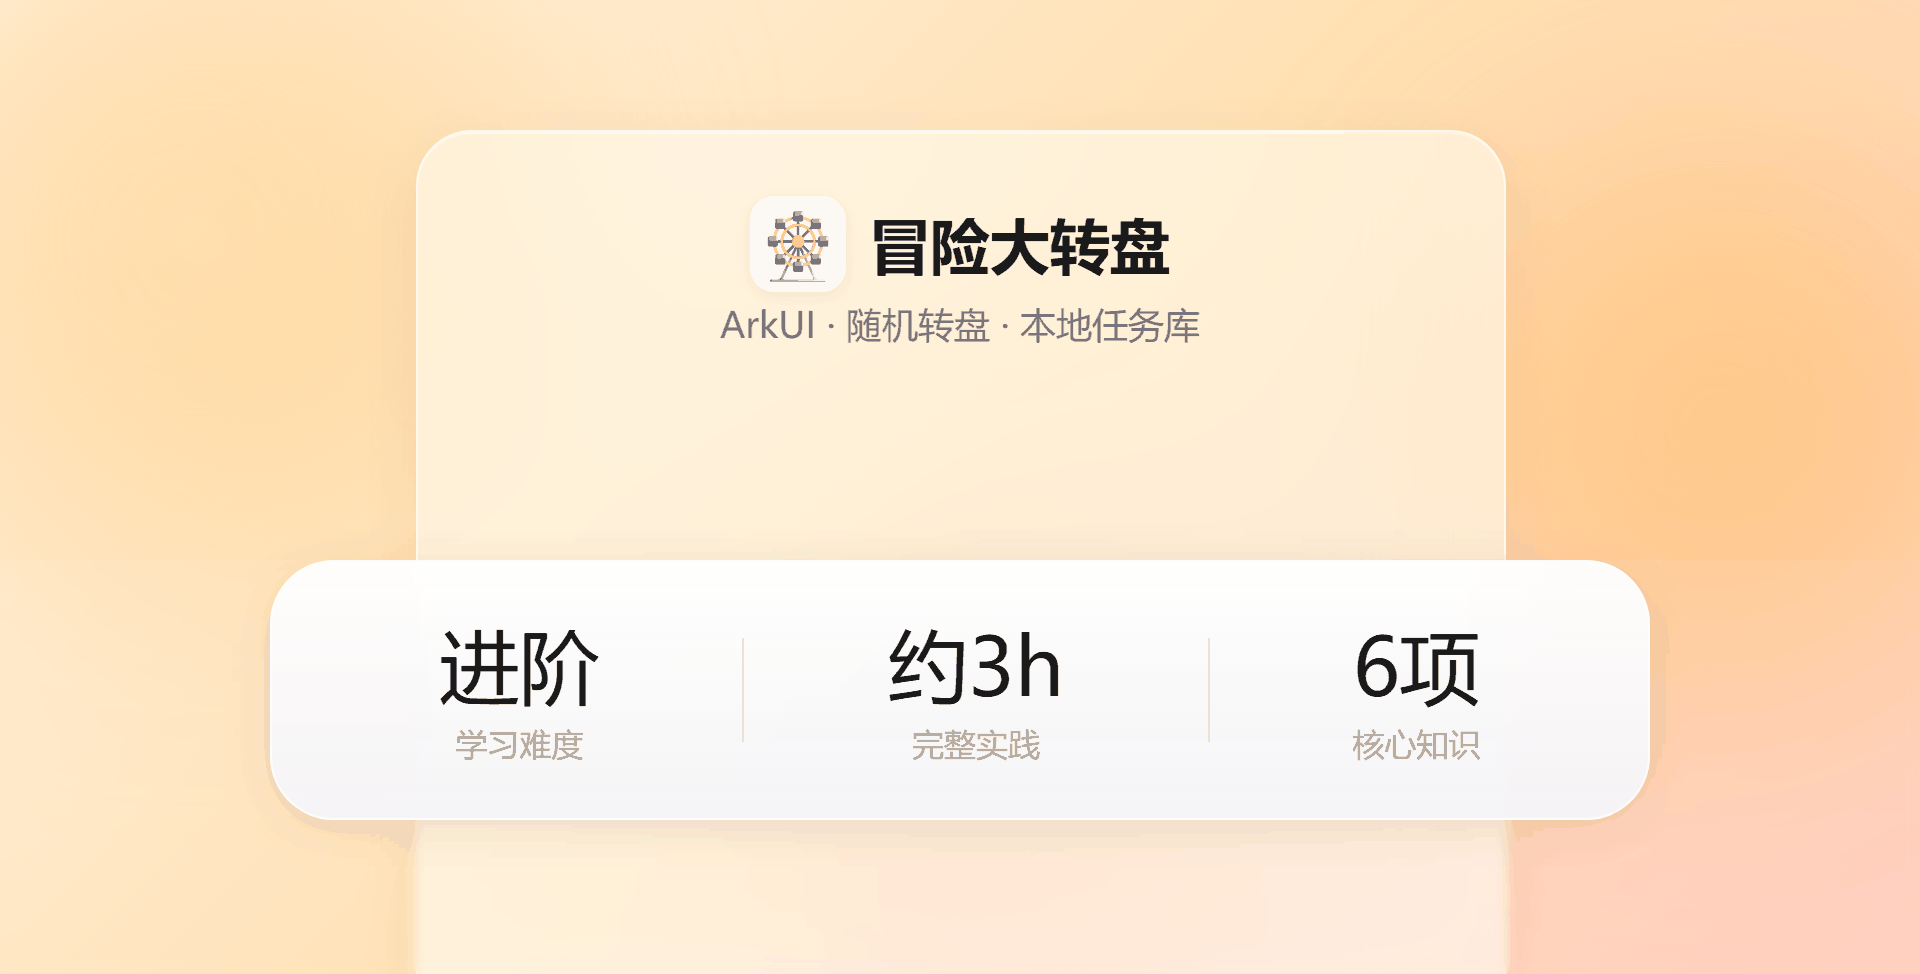 冒险大转盘
ArkUI · 随机转盘 · 本地任务库
进阶
学习难度
约3h
完整实践
6项
核心知识